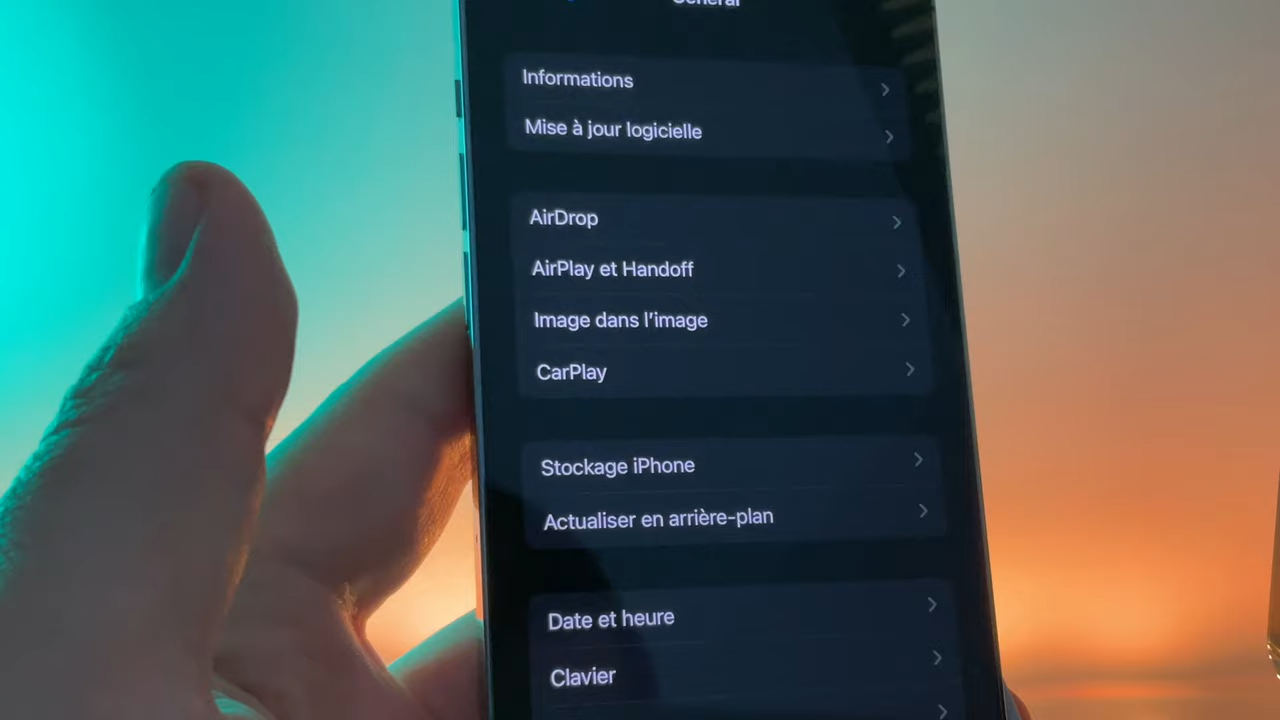 Général
Informations
Mise à jour logicielle
AirDrop
AirPlay et Handoff
Image dans l’image
CarPlay
Stockage iPhone
Actualiser en arrière-plan
Date et heure
Clavier